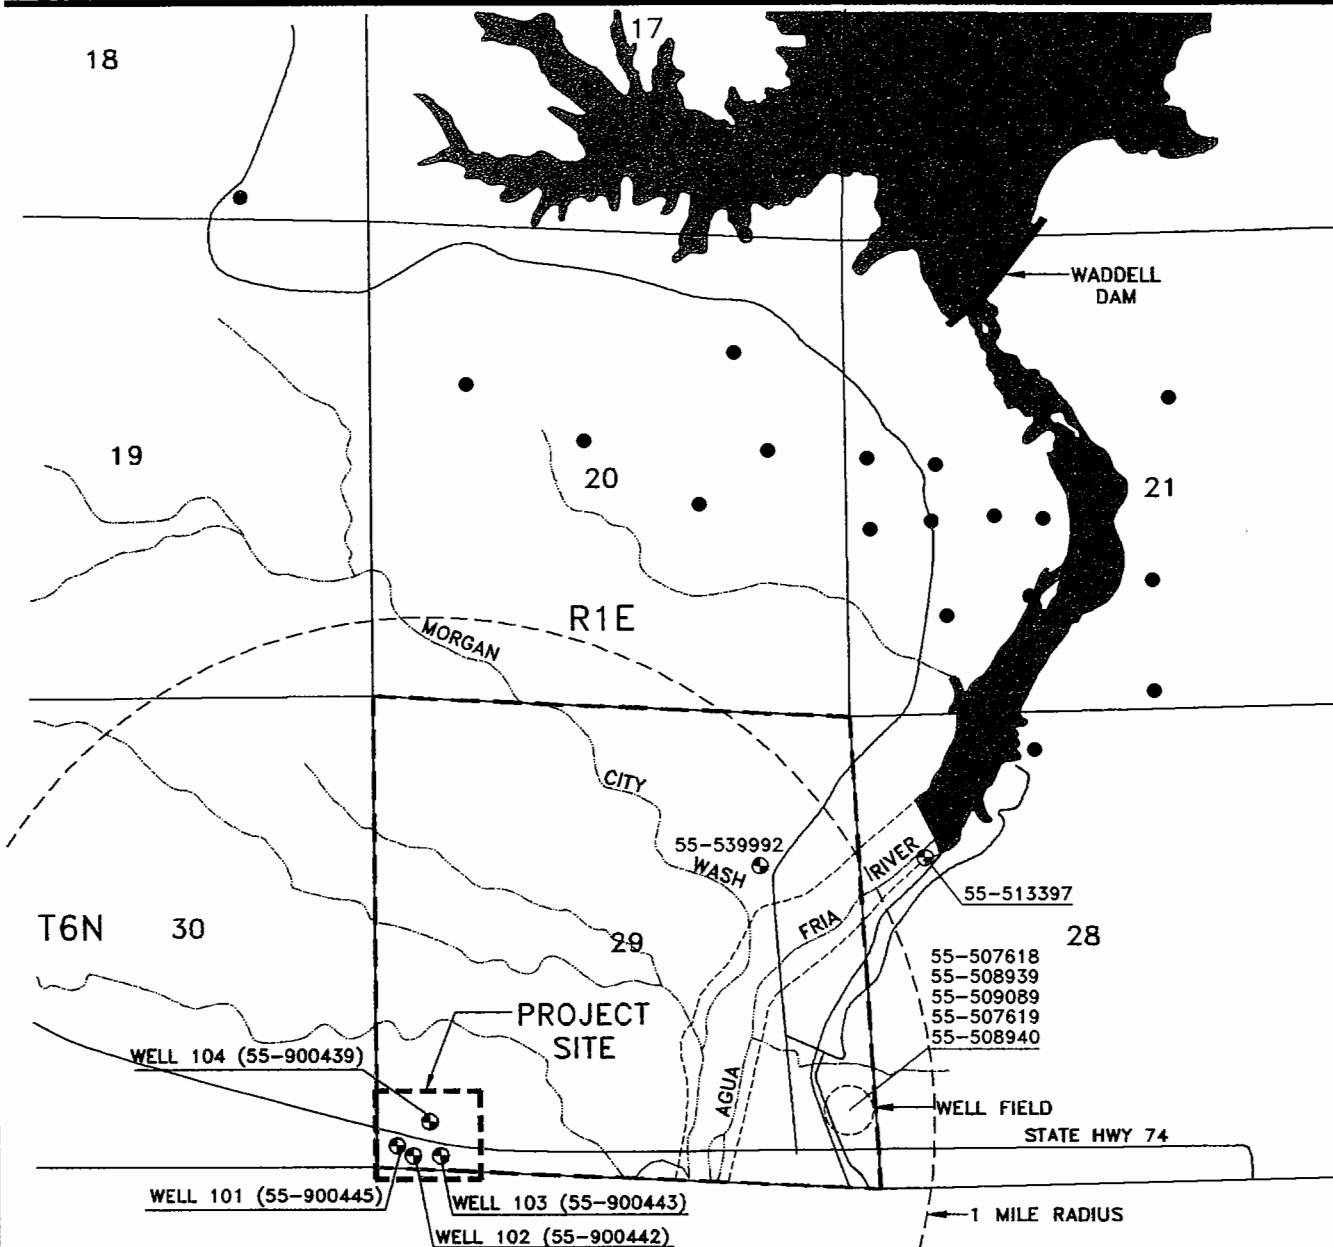 17
18
WADDELL
DAM
19
20
21
R1E
MORGAN
CITY
55-539992
WASH
RIVER
55-513397
FRIA
T6N
30
29
28
55-507618
55-508939
55-509089
55-507619
55-508940
PROJECT
SITE
WELL 104 (55-900439)
AGUA
WELL FIELD
STATE HWY 74
WELL 101 (55-900445)
WELL 103 (55-900443)
1 MILE RADIUS
WELL 102 (55-900442)